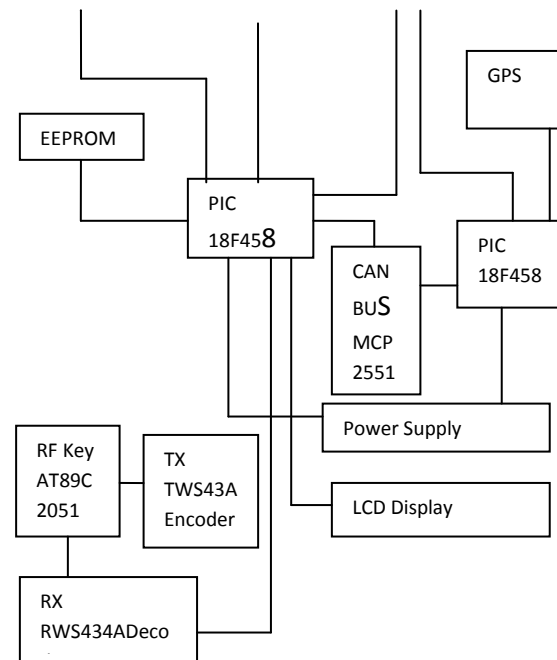 GPS
EEPROM
PIC
18F458
PIC
18F458
CAN
BUS
MCP
2551
Power Supply
RF Key
AT89C
2051
TX
TWS43A
Encoder
LCD Display
RX
RWS434ADeco